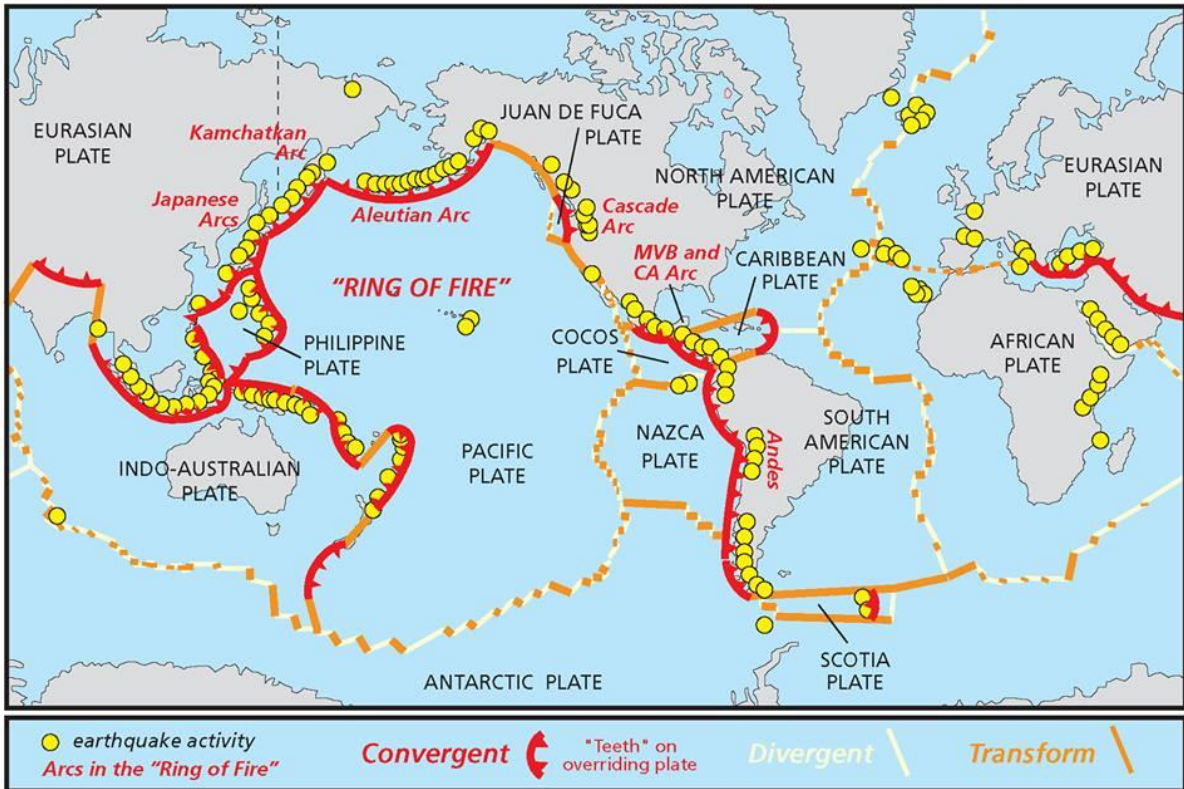 EURASIAN
PLATE
Kamchatkan
Arc
Japanese
Arcs
Aleutian Arc
JUAN DE FUCA
PLATE
NORTH AMERICAN
PLATE
EURASIAN
PLATE
Cascade
Arc
MVB and
CA Arc
CARIBBEAN
PLATE
"RING OF FIRE"
PHILIPPINE
PLATE
COCOS
PLATE
AFRICAN
PLATE
INDO-AUSTRALIAN
PLATE
PACIFIC
PLATE
NAZCA
PLATE
Andes
SOUTH
AMERICAN
PLATE
ANTARCTIC PLATE
SCOTIA
PLATE
earthquake activity
Arcs in the "Ring of Fire"
Convergent
"Teeth" on
overriding plate
Divergent
Transform